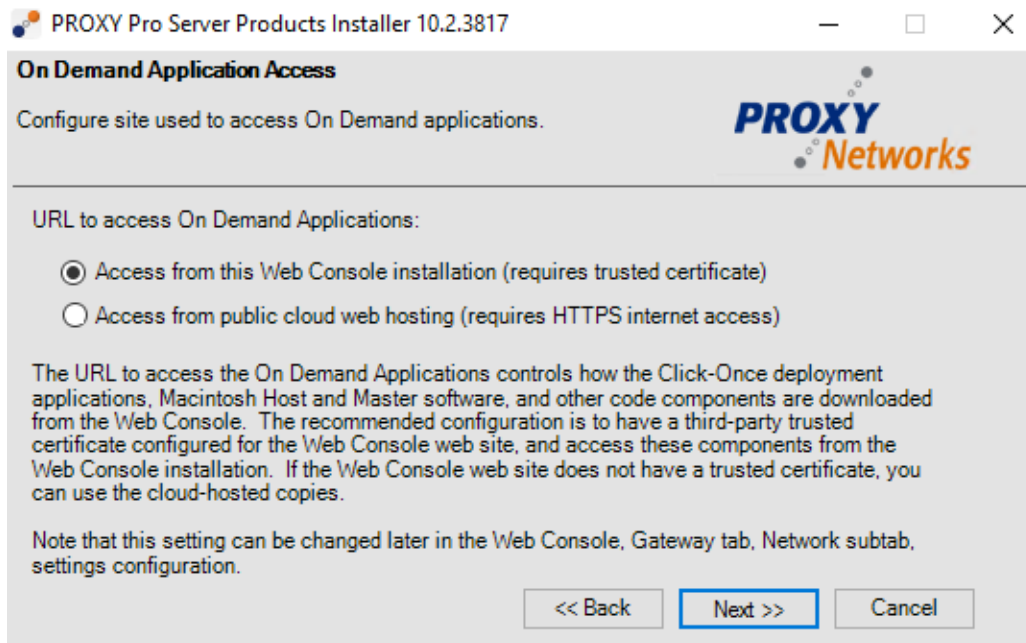 PROXY Pro Server Products Installer 10.2.3817
On Demand Application Access
Configure site used to access On Demand applications.
PROXY
Networks
URL to access On Demand Applications:
Access from this Web Console installation (requires trusted certificate)
Access from public cloud web hosting (requires HTTPS internet access)
The URL to access the On Demand Applications controls how the Click-Once deployment
applications, Macintosh Host and Master software, and other code components are downloaded
from the Web Console.  The recommended configuration is to have a third-party trusted
certificate configured for the Web Console web site, and access these components from the
Web Console installation.  If the Web Console web site does not have a trusted certificate, you
can use the cloud-hosted copies.
Note that this setting can be changed later in the Web Console, Gateway tab, Network subtab,
settings configuration.
<< Back Next >> Cancel